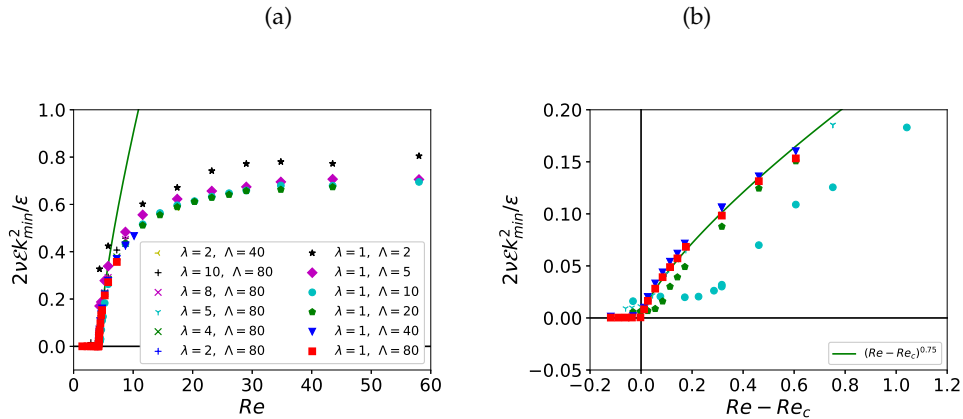 (a)
(b)
1.0
0.8
0.6
0.4
0.2
0.0
2νℰk²_min/ε
λ = 2, Λ = 40
λ = 10, Λ = 80
λ = 8, Λ = 80
λ = 5, Λ = 80
λ = 4, Λ = 80
λ = 2, Λ = 80
λ = 1, Λ = 2
λ = 1, Λ = 5
λ = 1, Λ = 10
λ = 1, Λ = 20
λ = 1, Λ = 40
λ = 1, Λ = 80
0 10 20 30 40 50 60
Re
0.20
0.15
0.10
0.05
0.00
−0.05
2νℰk²_min/ε
(Re − Re_c)^0.75
−0.2 0.0 0.2 0.4 0.6 0.8 1.0 1.2
Re − Re_c